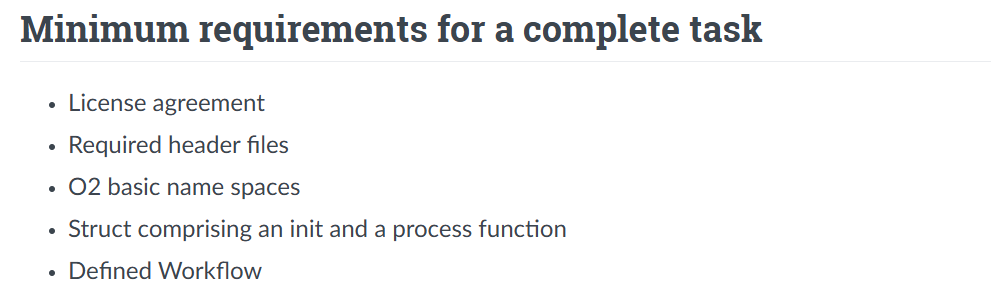 Minimum requirements for a complete task
• License agreement
• Required header files
• O2 basic name spaces
• Struct comprising an init and a process function
• Defined Workflow